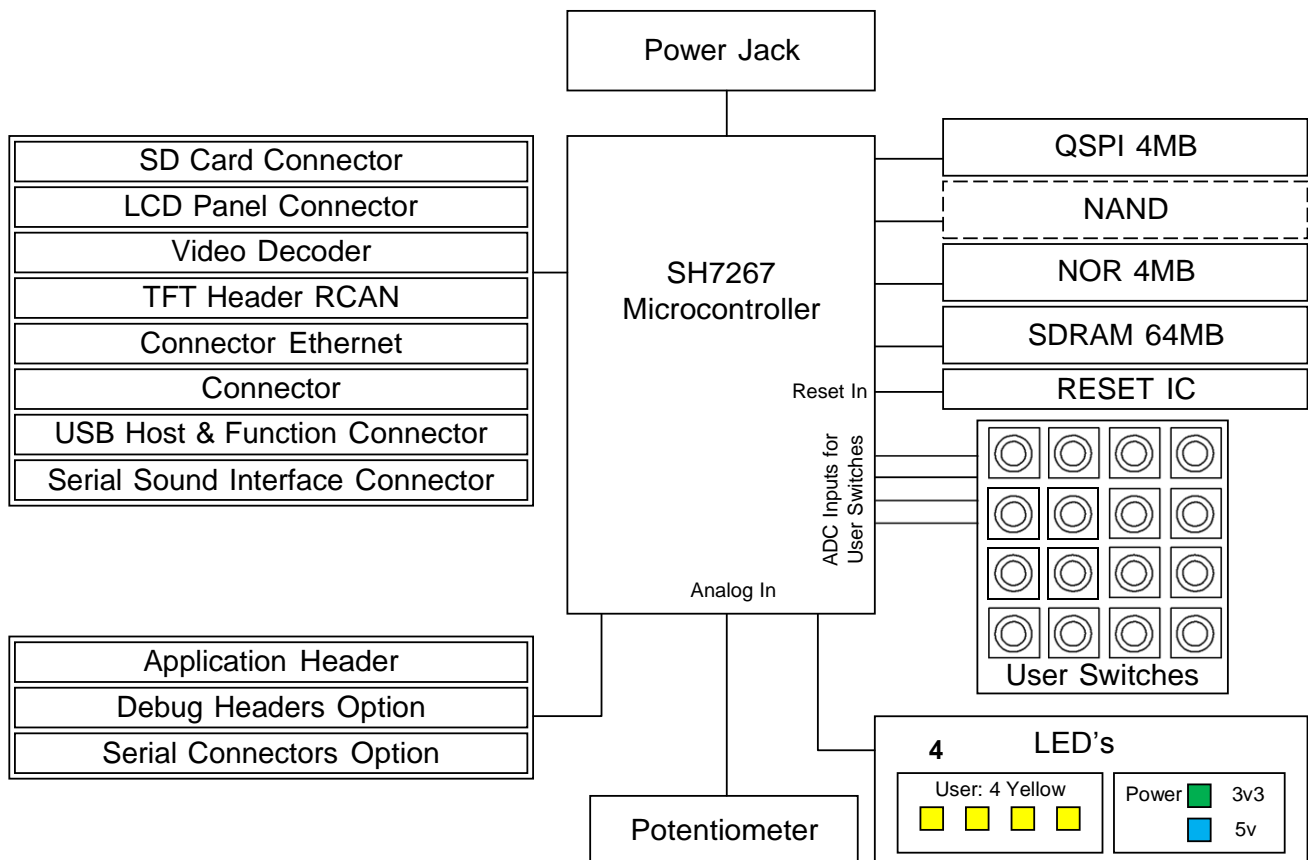 Power Jack
SD Card Connector
LCD Panel Connector
Video Decoder
TFT Header RCAN
Connector Ethernet
Connector
USB Host & Function Connector
Serial Sound Interface Connector
SH7267
Microcontroller
Reset In
ADC Inputs for
User Switches
Analog In
QSPI 4MB
NAND
NOR 4MB
SDRAM 64MB
RESET IC
User Switches
Application Header
Debug Headers Option
Serial Connectors Option
Potentiometer
4 LED's
User: 4 Yellow
Power 3v3
5v